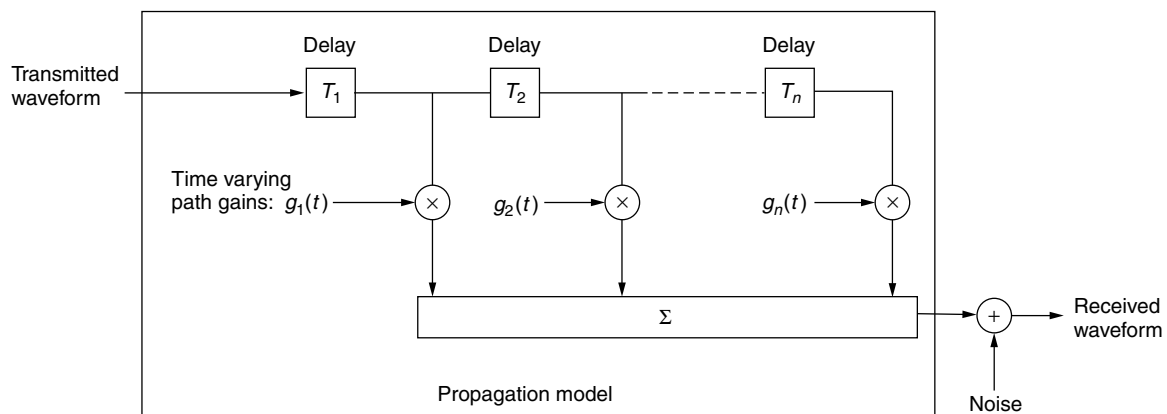 Delay
Delay
Delay
Transmitted
waveform
T1
T2
Tn
Time varying
path gains: g1(t)
×
g2(t)
×
gn(t)
×
Σ
+
Received
waveform
Propagation model
Noise